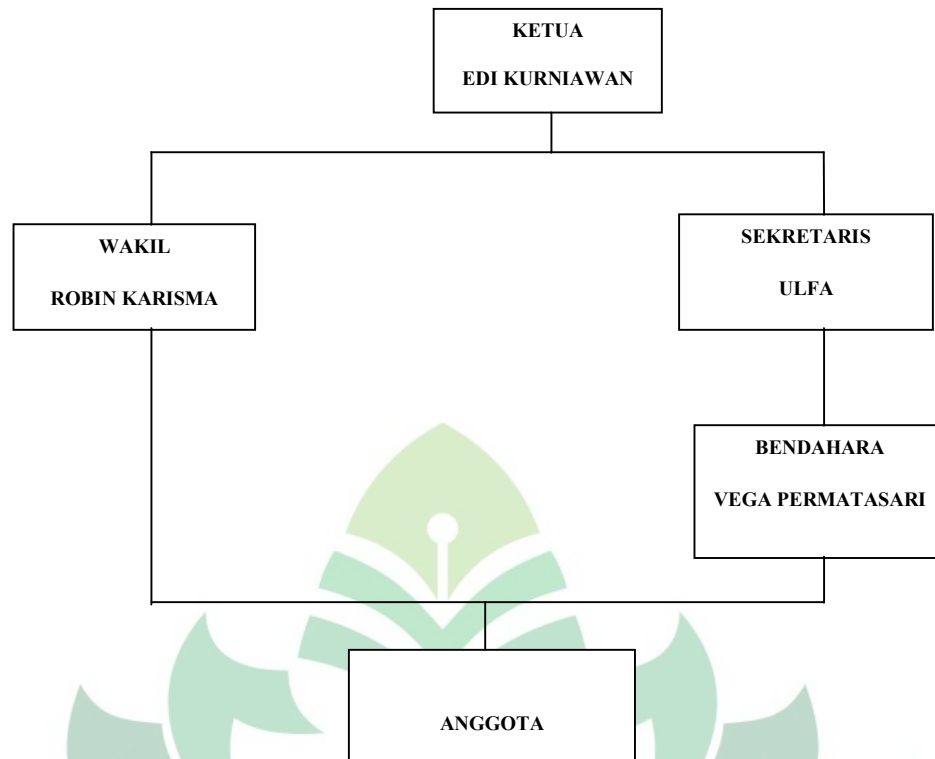 KETUA
EDI KURNIAWAN
WAKIL
ROBIN KARISMA
SEKRETARIS
ULFA
BENDAHARA
VEGA PERMATASARI
ANGGOTA